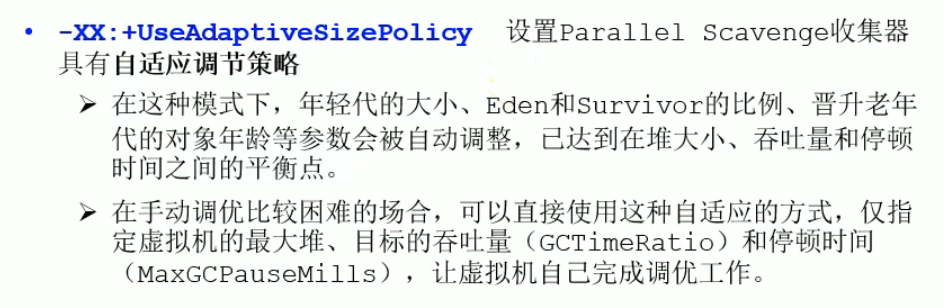 • -XX:+UseAdaptiveSizePolicy 设置Parallel Scavenge收集器
具有自适应调节策略
➢ 在这种模式下，年轻代的大小、Eden和Survivor的比例、晋升老年
代的对象年龄等参数会被自动调整，已达到在堆大小、吞吐量和停顿
时间之间的平衡点。
➢ 在手动调优比较困难的场合，可以直接使用这种自适应的方式，仅指
定虚拟机的最大堆、目标的吞吐量（GCTimeRatio）和停顿时间
（MaxGCPauseMills），让虚拟机自己完成调优工作。